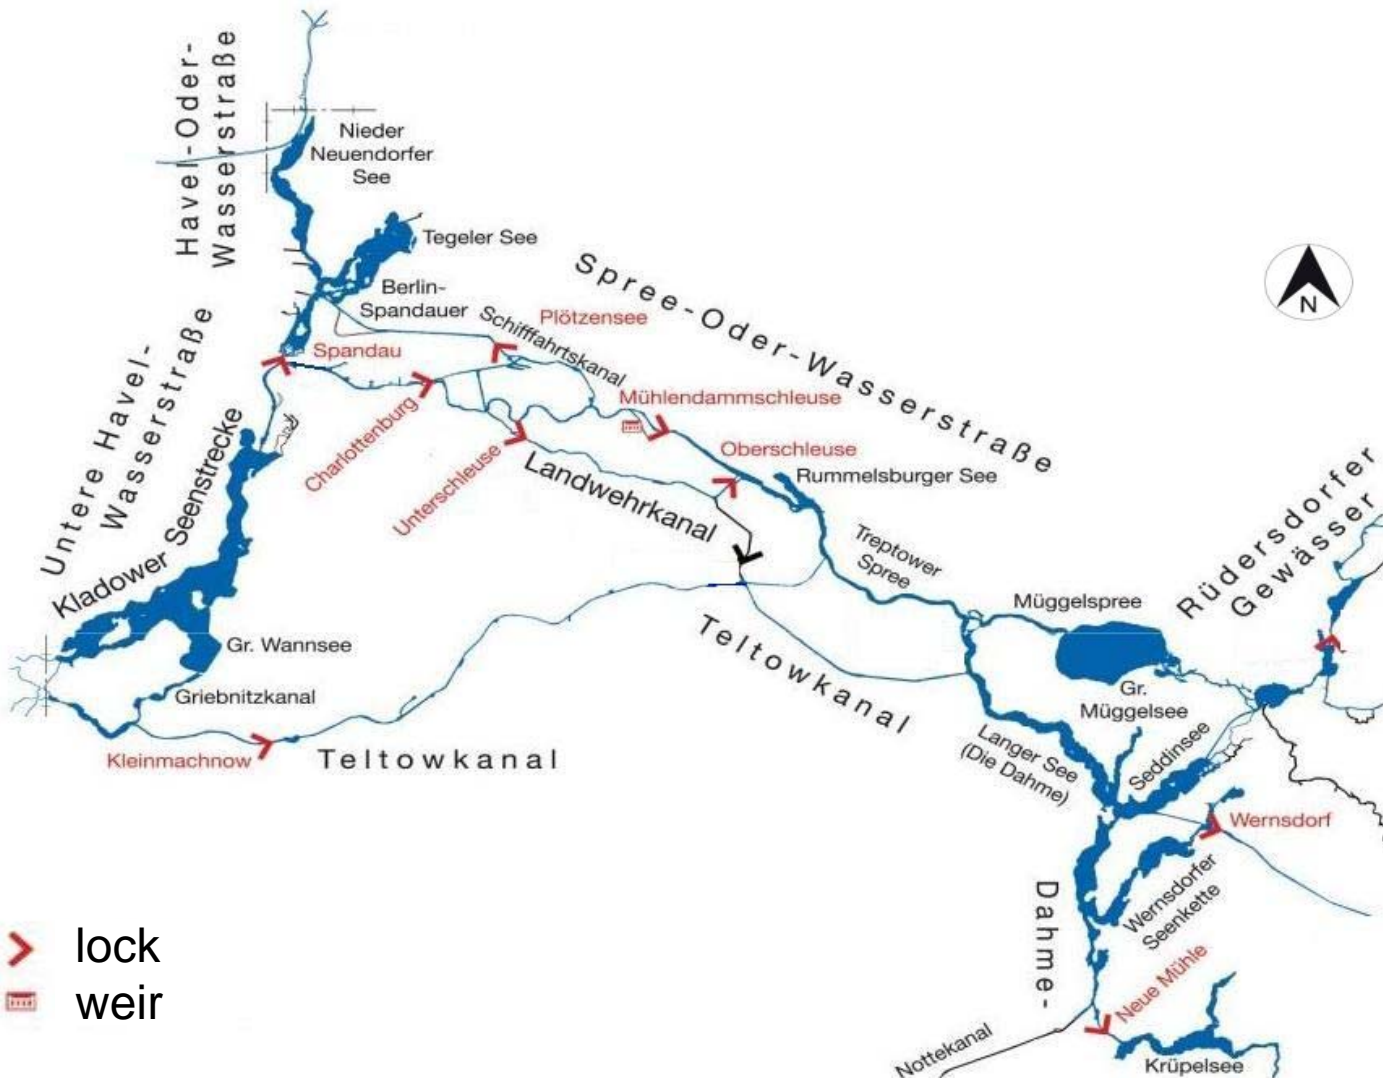 Havel-Oder-
Wasserstraße
Nieder
Neuendorfer
See
Tegeler See
Berlin-
Spandauer
Schifffahrtskanal
Plötzensee
Spree-Oder-Wasserstraße
N
Untere Havel-
Wasserstraße
Spandau
Charlottenburg
Mühlendammschleuse
Unterschleuse
Oberschleuse
Rummelsburger See
Landwehrkanal
Kladower Seenstrecke
Treptower
Spree
Müggelspree
Rüdersdorfer
Gewässer
Gr. Wannsee
Griebnitzkanal
Teltowkanal
Gr.
Müggelsee
Kleinmachnow
Teltowkanal
Langer See
(Die Dahme)
Seddinsee
Wernsdorf
Wernsdorfer
Seenkette
Dahme-
Neue Mühle
Nottekanal
Krüpelsee
lock
weir